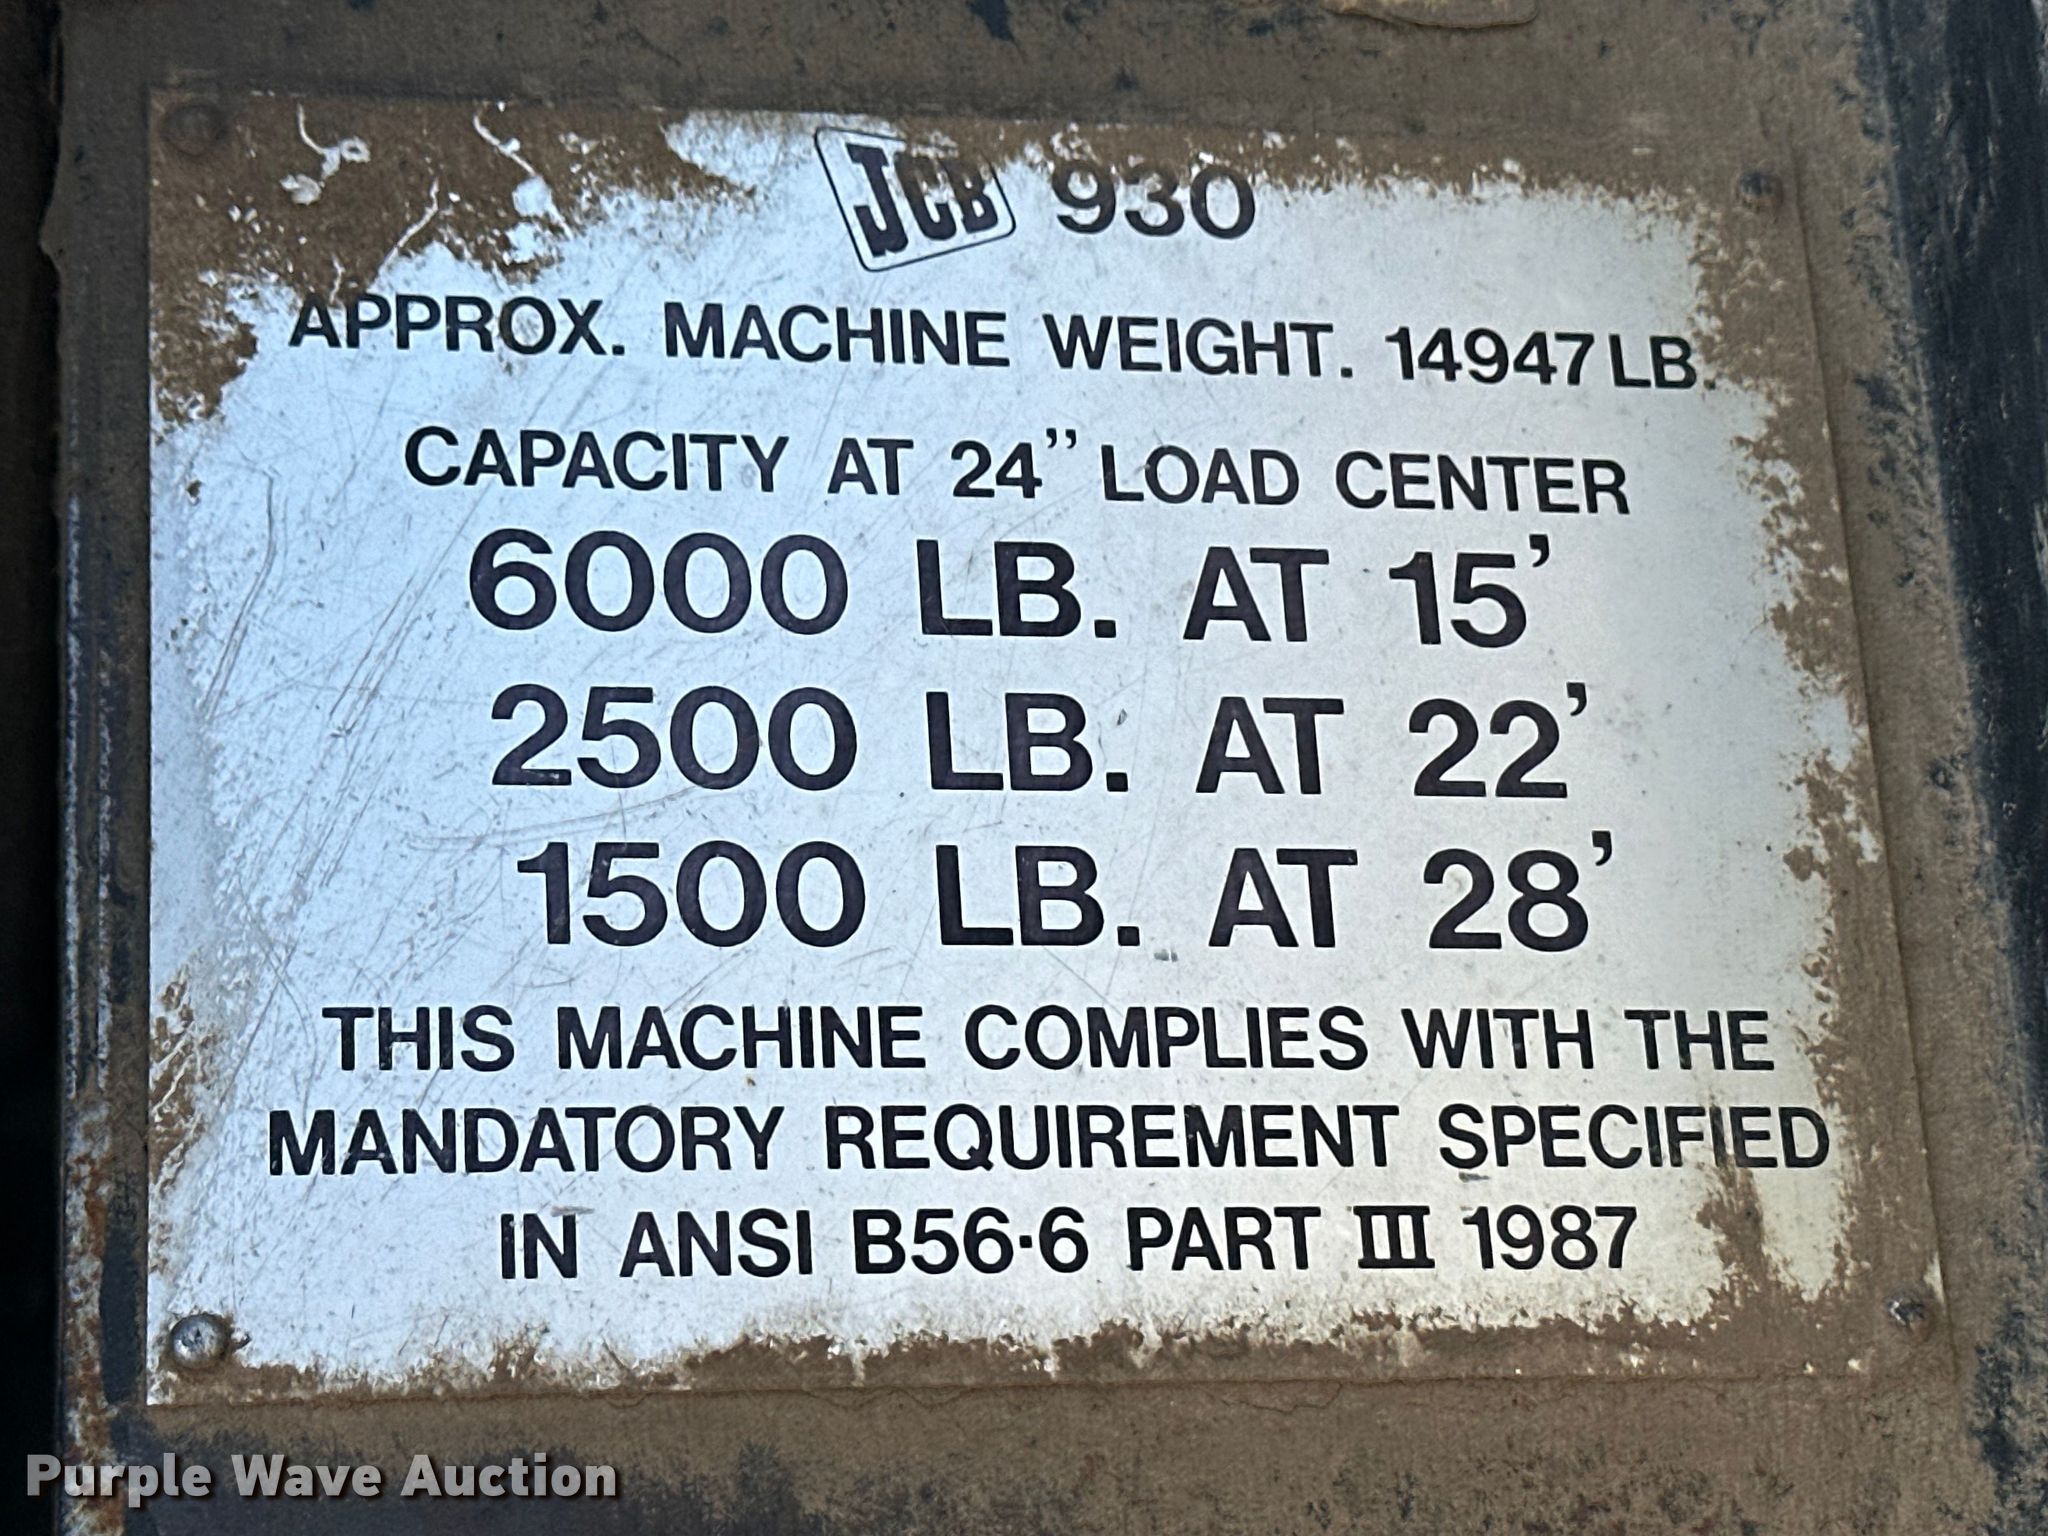 JCB 930
APPROX. MACHINE WEIGHT. 14947 LB.
CAPACITY AT 24” LOAD CENTER
6000 LB. AT 15’
2500 LB. AT 22’
1500 LB. AT 28’
THIS MACHINE COMPLIES WITH THE
MANDATORY REQUIREMENT SPECIFIED
IN ANSI B56·6 PART III 1987
Purple Wave Auction